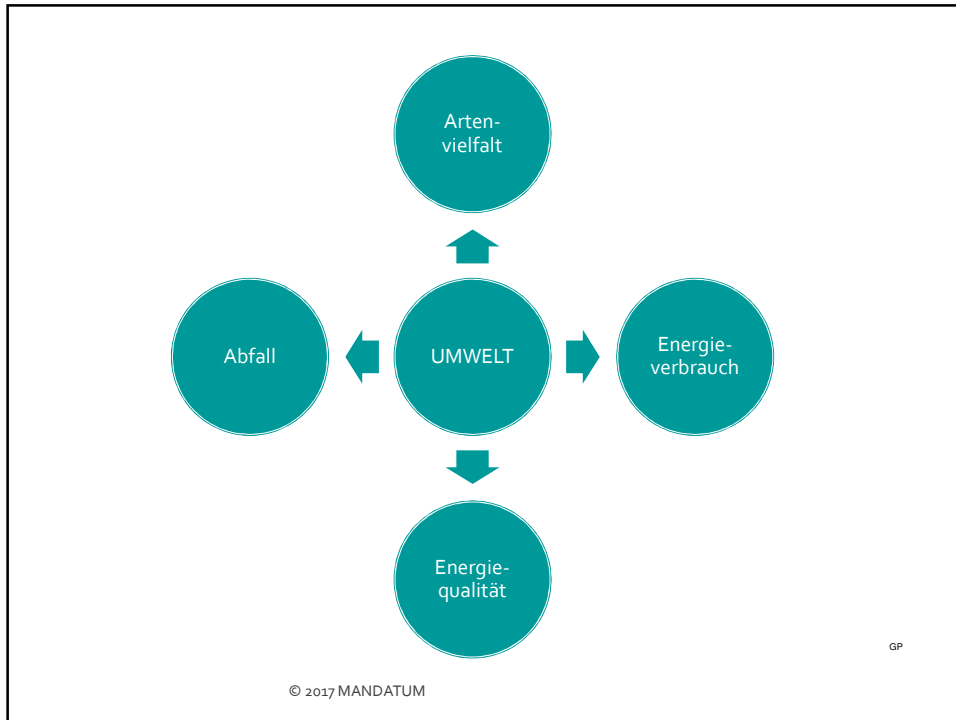 Arten-
vielfalt
Abfall
UMWELT
Energie-
verbrauch
Energie-
qualität
GP
© 2017 MANDATUM